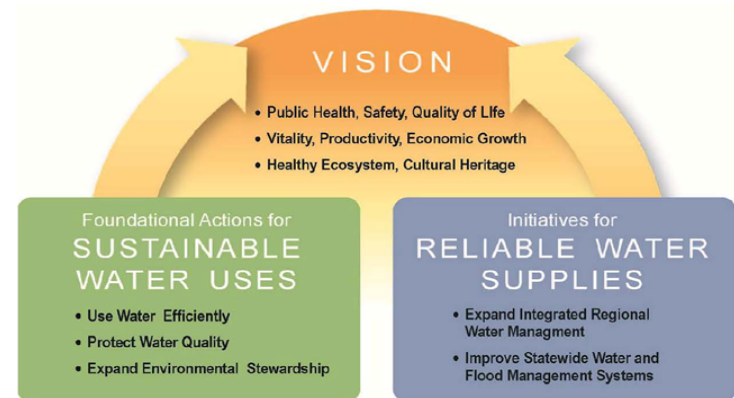 VISION
• Public Health, Safety, Quality of LIfe
• Vitality, Productivity, Economic Growth
• Healthy Ecosystem, Cultural Heritage
Foundational Actions for
SUSTAINABLE
WATER USES
• Use Water Efficiently
• Protect Water Quality
• Expand Environmental Stewardship
Initiatives for
RELIABLE WATER
SUPPLIES
• Expand Integrated Regional
Water Managment
• Improve Statewide Water and
Flood Management Systems